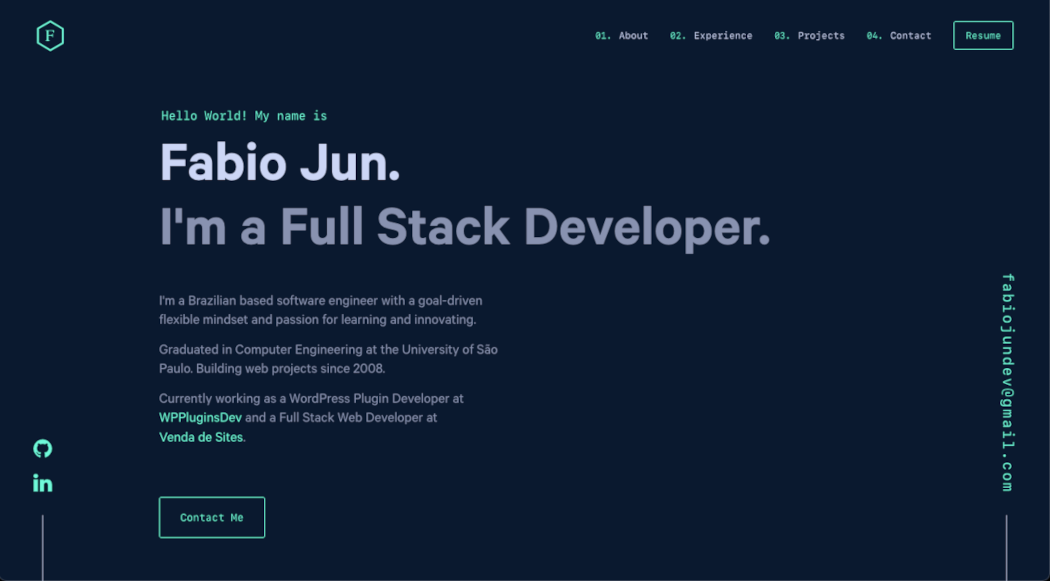 F
01. About 02. Experience 03. Projects 04. Contact Resume
Hello World! My name is
Fabio Jun.
I'm a Full Stack Developer.
I'm a Brazilian based software engineer with a goal-driven
flexible mindset and passion for learning and innovating.
Graduated in Computer Engineering at the University of São
Paulo. Building web projects since 2008.
Currently working as a WordPress Plugin Developer at
WPPluginsDev and a Full Stack Web Developer at
Venda de Sites.
Contact Me
in
fabiojundev@gmail.com